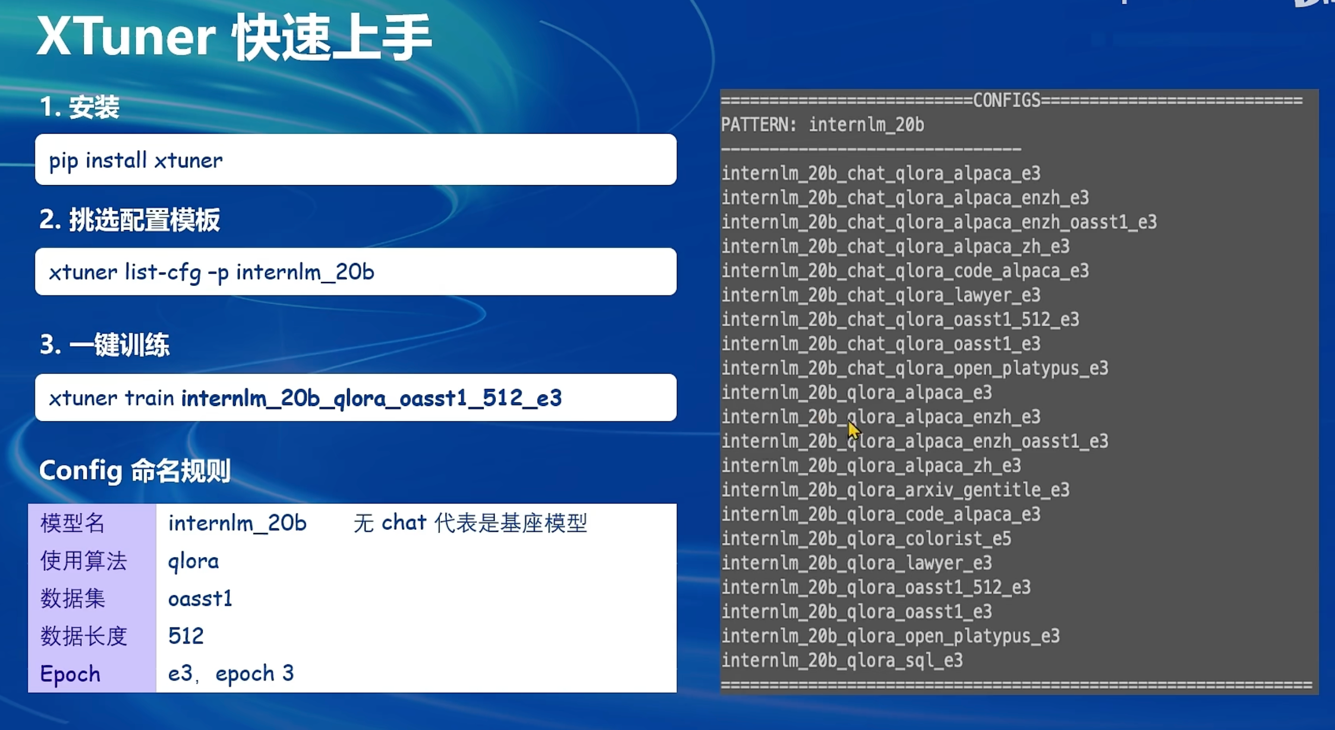 XTuner 快速上手
1. 安装
pip install xtuner
2. 挑选配置模板
xtuner list-cfg –p internlm_20b
3. 一键训练
xtuner train internlm_20b_qlora_oasst1_512_e3
Config 命名规则
模型名 internlm_20b 无 chat 代表是基座模型
使用算法 qlora
数据集 oasst1
数据长度 512
Epoch e3，epoch 3
==========================CONFIGS===========================
PATTERN: internlm_20b
-------------------------------
internlm_20b_chat_qlora_alpaca_e3
internlm_20b_chat_qlora_alpaca_enzh_e3
internlm_20b_chat_qlora_alpaca_enzh_oasst1_e3
internlm_20b_chat_qlora_alpaca_zh_e3
internlm_20b_chat_qlora_code_alpaca_e3
internlm_20b_chat_qlora_lawyer_e3
internlm_20b_chat_qlora_oasst1_512_e3
internlm_20b_chat_qlora_oasst1_e3
internlm_20b_chat_qlora_open_platypus_e3
internlm_20b_qlora_alpaca_e3
internlm_20b_qlora_alpaca_enzh_e3
internlm_20b_qlora_alpaca_enzh_oasst1_e3
internlm_20b_qlora_alpaca_zh_e3
internlm_20b_qlora_arxiv_gentitle_e3
internlm_20b_qlora_code_alpaca_e3
internlm_20b_qlora_colorist_e5
internlm_20b_qlora_lawyer_e3
internlm_20b_qlora_oasst1_512_e3
internlm_20b_qlora_oasst1_e3
internlm_20b_qlora_open_platypus_e3
internlm_20b_qlora_sql_e3
=============================================================